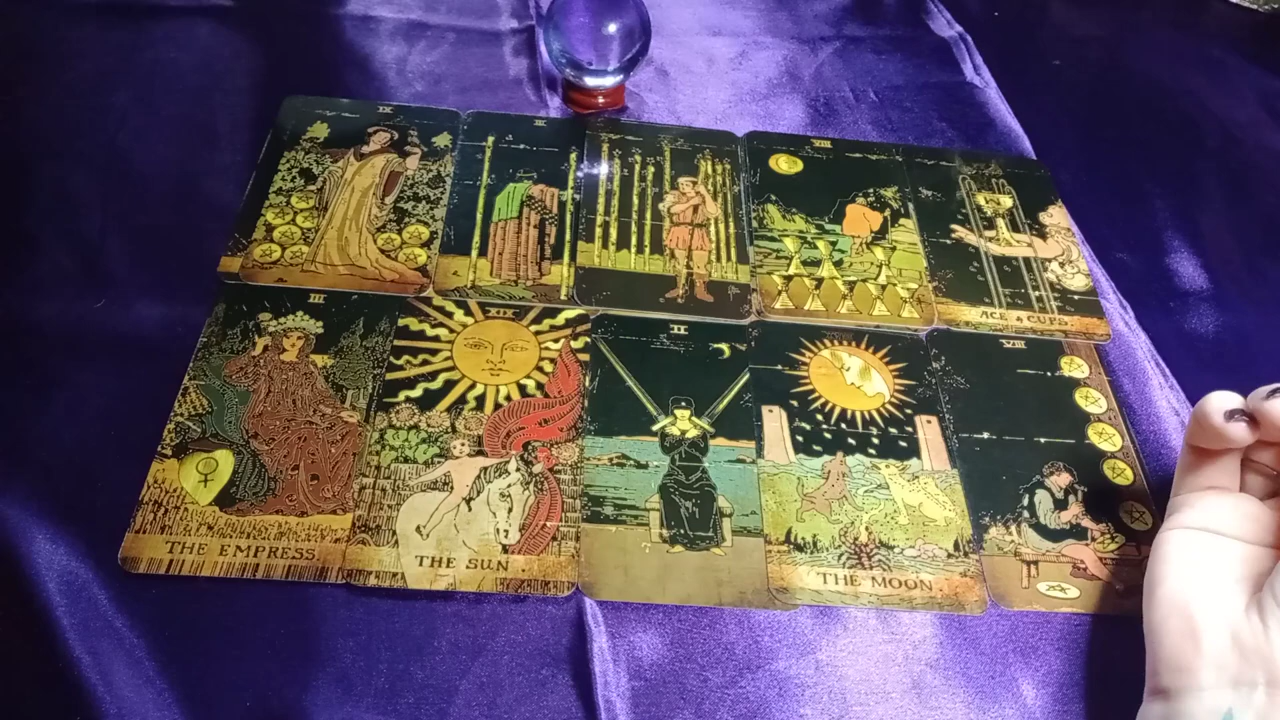 IX
III
VIII
ACE of CUPS.
III
XIX
II
VIII
THE EMPRESS.
THE SUN.
THE MOON